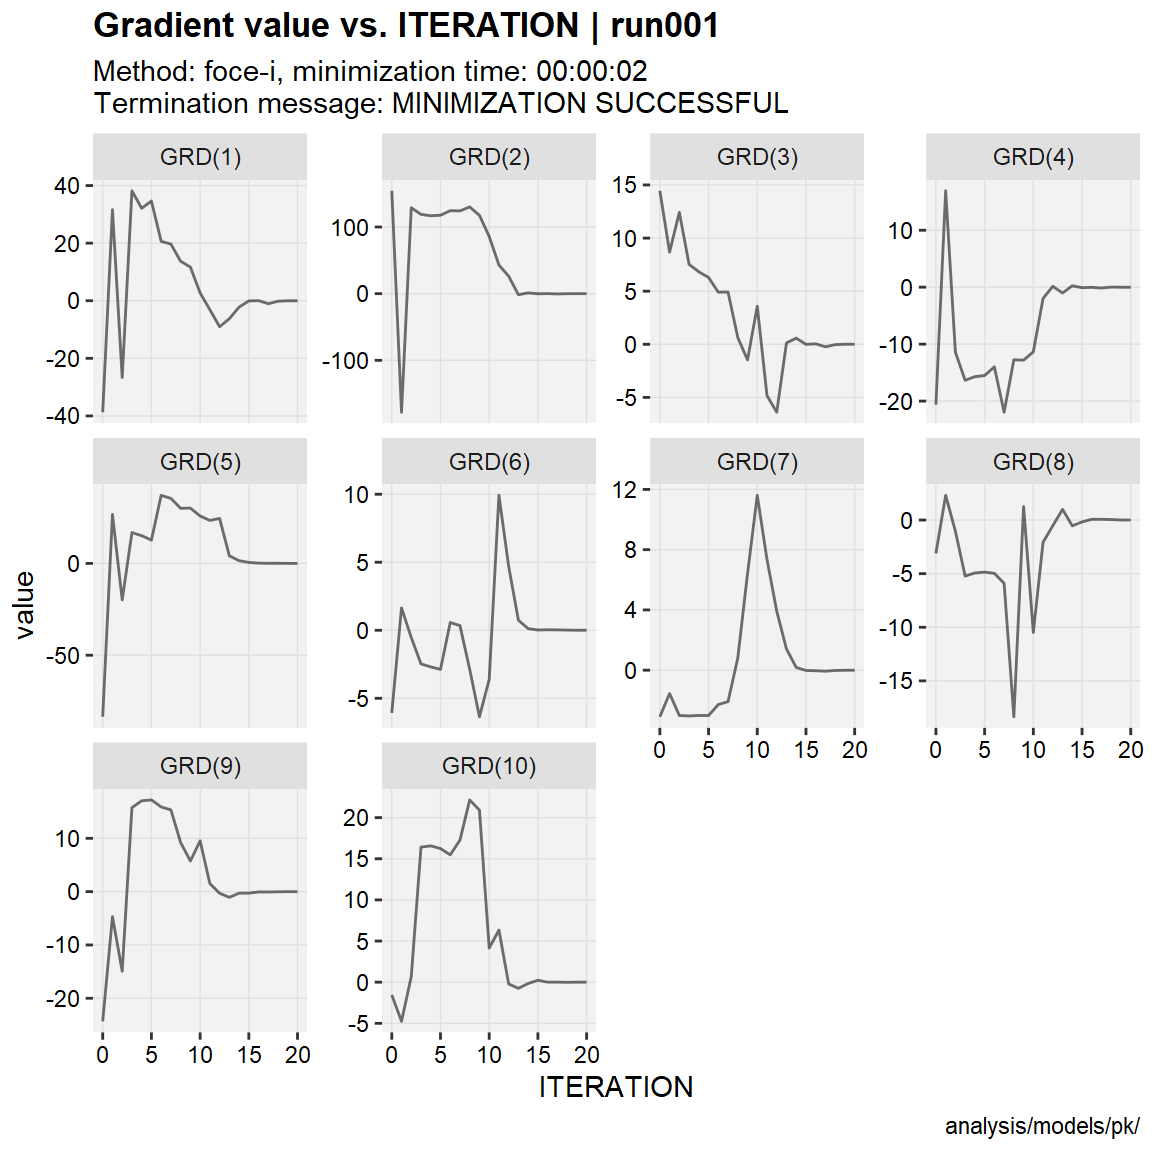 Gradient value vs. ITERATION | run001
Method: foce-i, minimization time: 00:00:02
Termination message: MINIMIZATION SUCCESSFUL
GRD(1)
40
20
0
-20
-40
GRD(2)
100
0
-100
GRD(3)
15
10
5
0
-5
GRD(4)
10
0
-10
-20
value
GRD(5)
0
-50
GRD(6)
10
5
0
-5
GRD(7)
12
8
4
0
0 5 10 15 20
GRD(8)
0
-5
-10
-15
0 5 10 15 20
GRD(9)
10
0
-10
-20
0 5 10 15 20
GRD(10)
20
15
10
5
0
-5
0 5 10 15 20
ITERATION
analysis/models/pk/